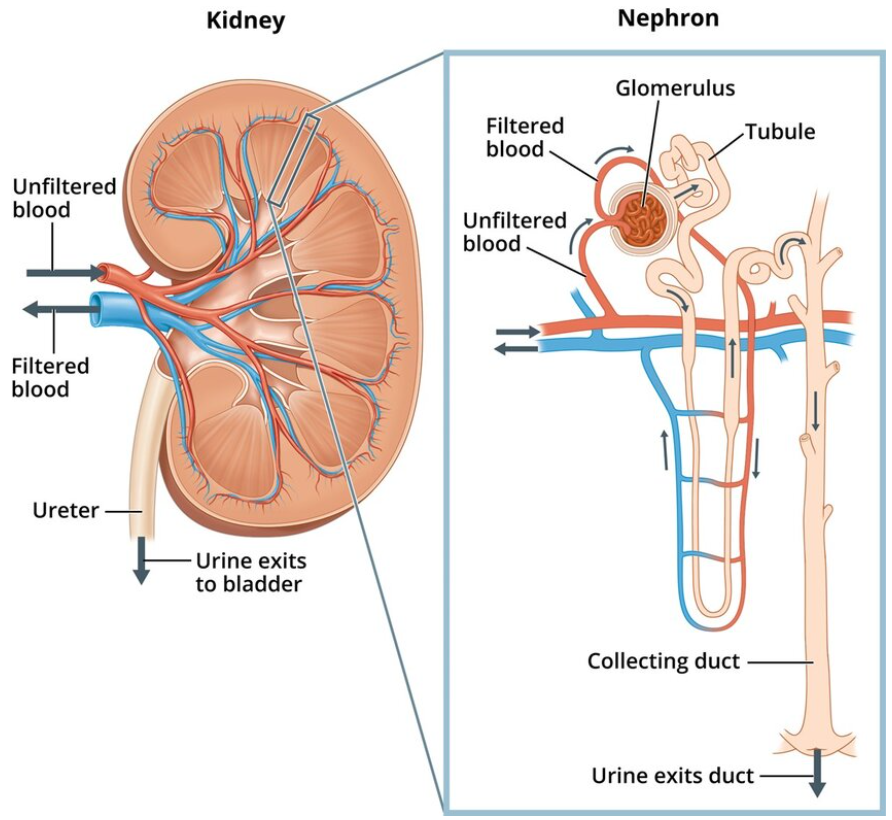 Kidney
Unfiltered
blood
Filtered
blood
Ureter
Urine exits
to bladder
Nephron
Glomerulus
Filtered
blood
Tubule
Unfiltered
blood
Collecting duct
Urine exits duct